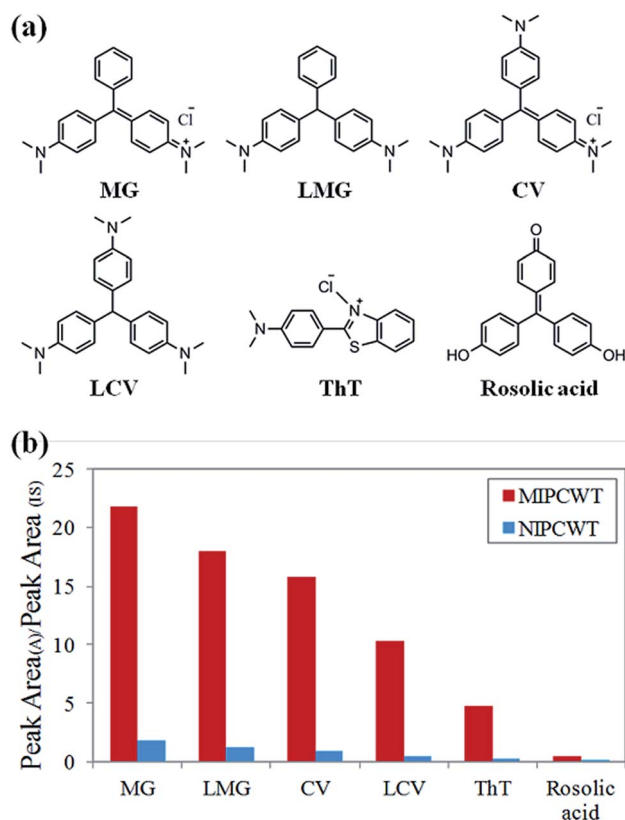 (a)
N
N
N⁺
Cl⁻
MG
N
N
LMG
N
N
N⁺
Cl⁻
CV
N
N
N
LCV
Cl⁻
N⁺
N
S
ThT
O
HO
OH
Rosolic acid
(b)
Peak Area(A)/Peak Area (IS)
25
20
15
10
5
0
MIPCWT
NIPCWT
MG LMG CV LCV ThT Rosolic
acid